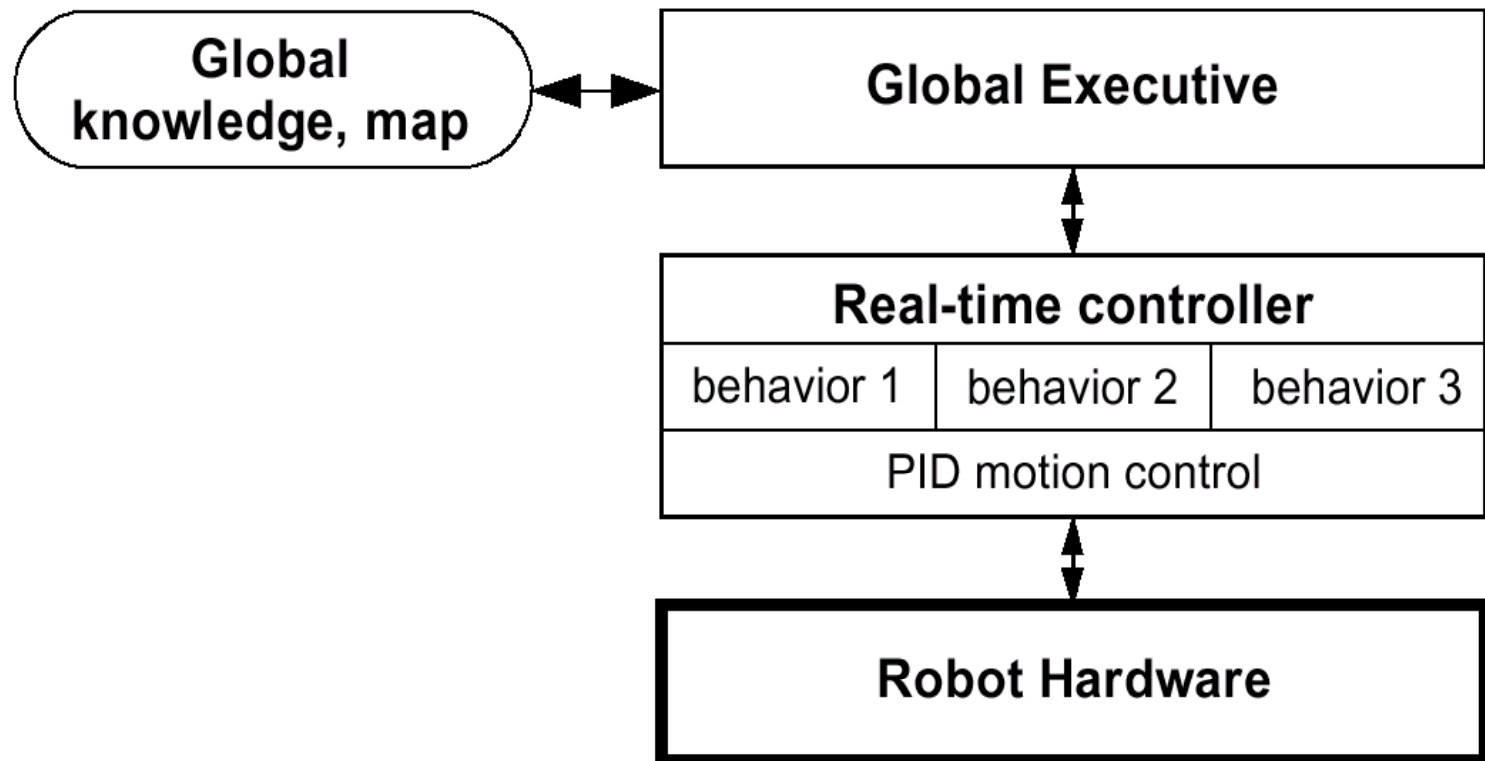 Global
knowledge, map
Global Executive
Real-time controller
behavior 1
behavior 2
behavior 3
PID motion control
Robot Hardware